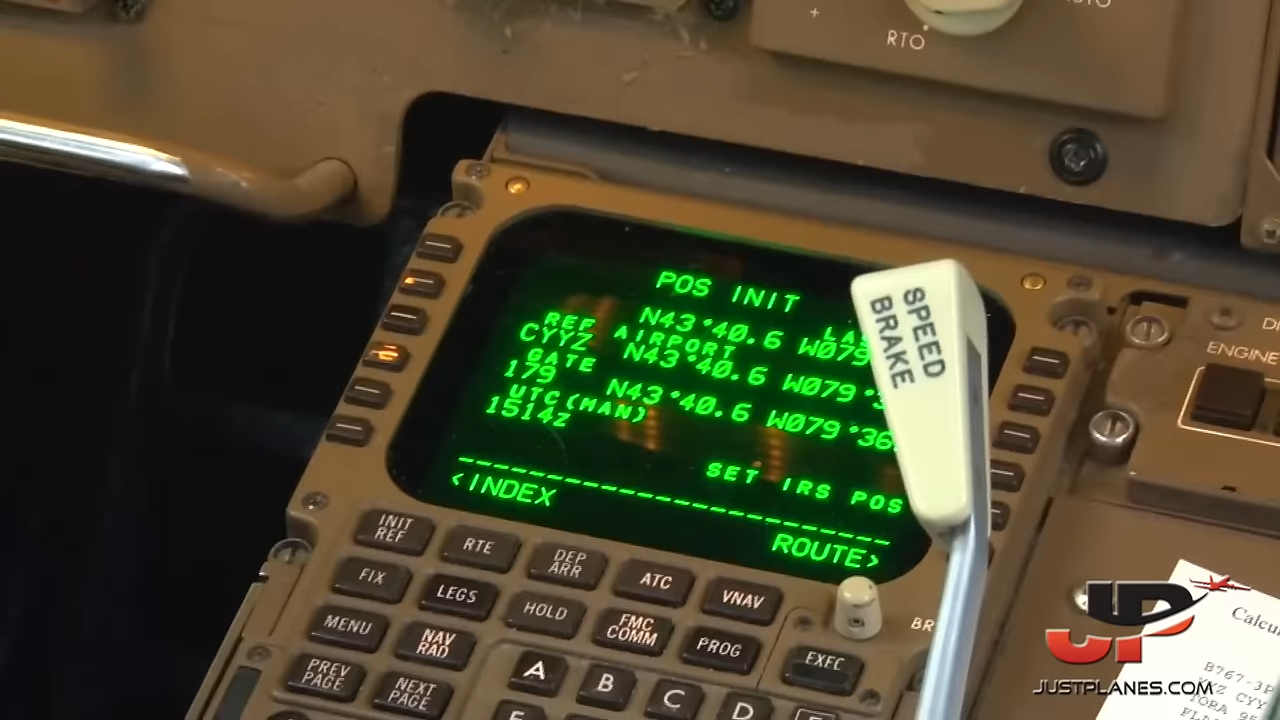 RTO
SPEED
BRAKE
POS INIT
N43°40.6 W079
REF AIRPORT
CYYZ N43°40.6 W079°3
GATE
179 N43°40.6 W079°36.
UTC (MAN)
1514Z
SET IRS POS
<INDEX
ROUTE>
ENGINE
INIT
REF
RTE
DEP
ARR
ATC
VNAV
FIX
LEGS
HOLD
FMC
COMM
PROG
EXEC
MENU
NAV
RAD
PREV
PAGE
NEXT
PAGE
A
B
C
D
JP
JUSTPLANES.COM